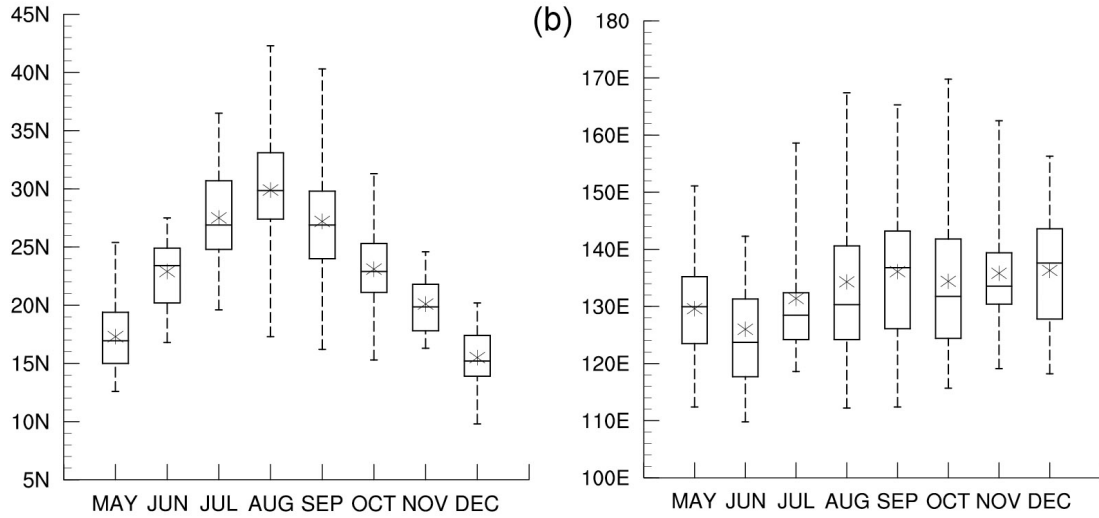 45N
40N
35N
30N
25N
20N
15N
10N
5N
MAY JUN JUL AUG SEP OCT NOV DEC
(b)
180
170E
160E
150E
140E
130E
120E
110E
100E
MAY JUN JUL AUG SEP OCT NOV DEC